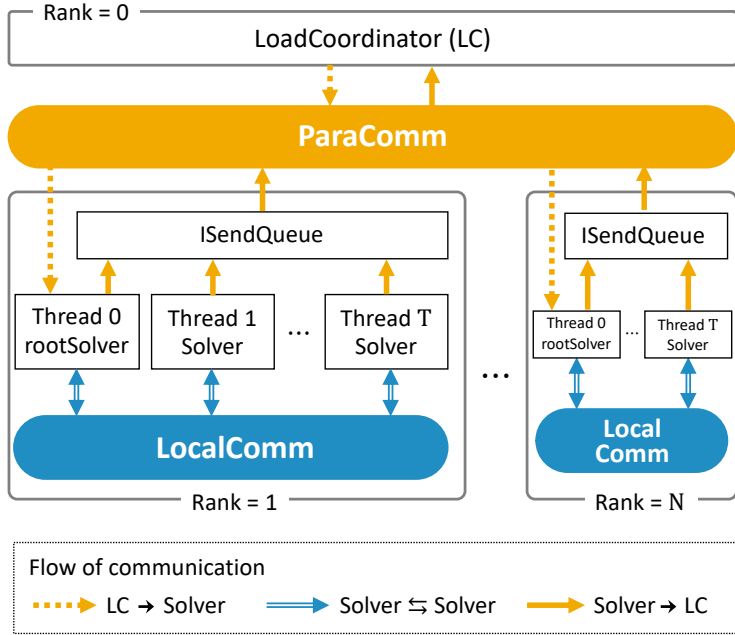 Rank = 0
LoadCoordinator (LC)
ParaComm
ISendQueue
Thread 0
rootSolver
Thread 1
Solver
...
Thread T
Solver
LocalComm
Rank = 1
...
ISendQueue
Thread 0
rootSolver
...
Thread T
Solver
Local
Comm
Rank = N
Flow of communication
LC → Solver
Solver ⇆ Solver
Solver → LC